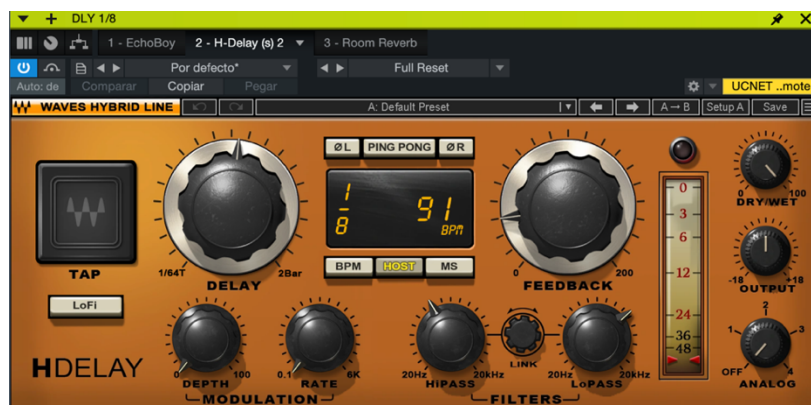 DLY 1/8
1 - EchoBoy 2 - H-Delay (s) 2 3 - Room Reverb
Por defecto* Full Reset
Auto: de Comparar Copiar Pegar UCNET ..mote
WAVES HYBRID LINE A: Default Preset A→B Setup A Save
ØL PING PONG ØR
1/8 91 BPM
TAP
1/64T 2Bar
DELAY
BPM HOST MS
0 200
FEEDBACK
0
3
6
12
24
36
48
0 100
DRY/WET
-18 +18
OUTPUT
OFF 1 2 3 4
ANALOG
LoFi
H DELAY
0 100
DEPTH
0.1 6K
RATE
MODULATION
20Hz 20kHz
HIPASS
LINK
20Hz 20kHz
LoPASS
FILTERS